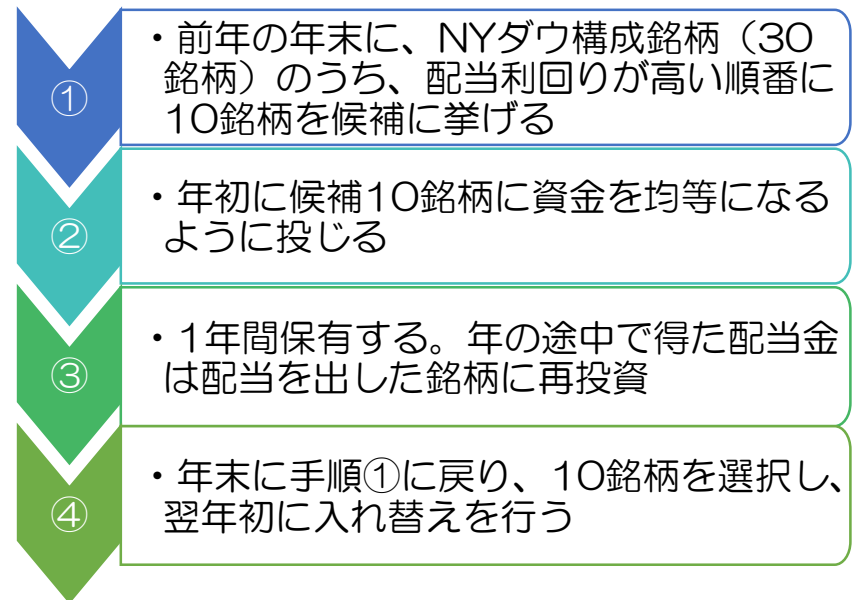 ①
・前年の年末に、NYダウ構成銘柄（30
銘柄）のうち、配当利回りが高い順番に
10銘柄を候補に挙げる
②
・年初に候補10銘柄に資金を均等になる
ように投じる
③
・1年間保有する。年の途中で得た配当金
は配当を出した銘柄に再投資
④
・年末に手順①に戻り、10銘柄を選択し、
翌年初に入れ替えを行う